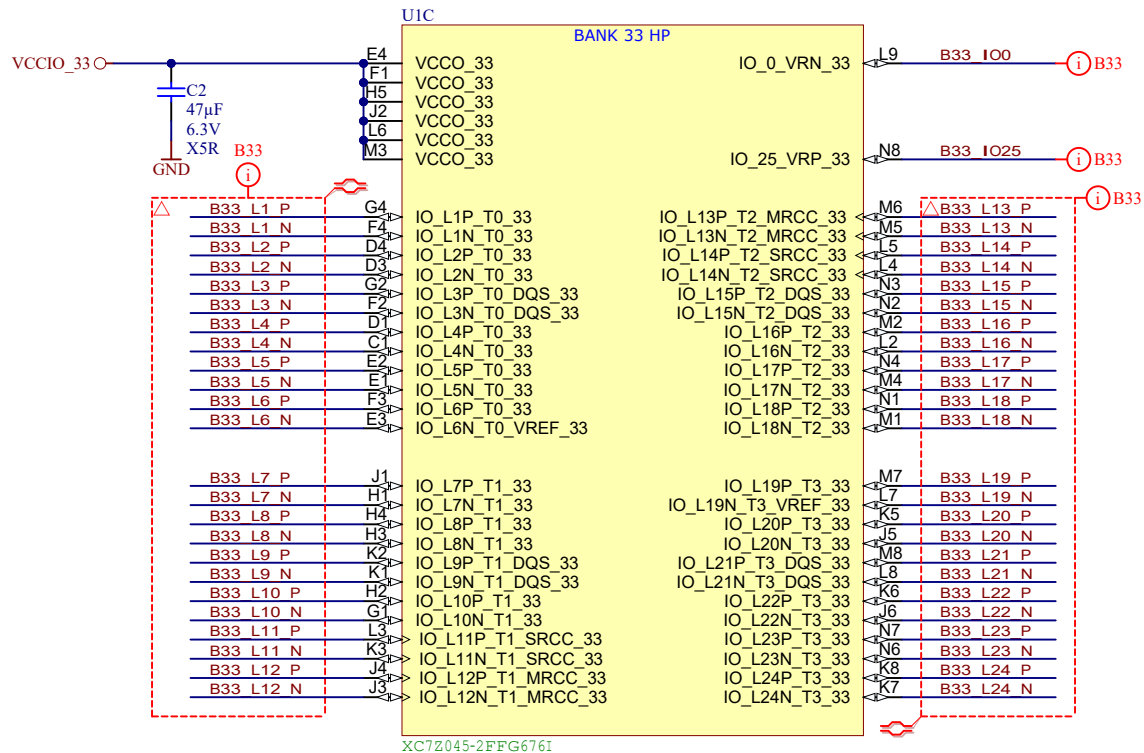 U1C
BANK 33 HP
VCCIO_33
C2
47µF
6.3V
X5R
GND
E4 VCCO_33
F1 VCCO_33
H5 VCCO_33
J2 VCCO_33
L6 VCCO_33
M3 VCCO_33
IO_0_VRN_33 L9 B33_IO0 i B33
IO_25_VRP_33 N8 B33_IO25 i B33
B33
i
i B33
B33_L1_P G4 IO_L1P_T0_33
B33_L1_N F4 IO_L1N_T0_33
B33_L2_P D4 IO_L2P_T0_33
B33_L2_N D3 IO_L2N_T0_33
B33_L3_P G2 IO_L3P_T0_DQS_33
B33_L3_N F2 IO_L3N_T0_DQS_33
B33_L4_P D1 IO_L4P_T0_33
B33_L4_N C1 IO_L4N_T0_33
B33_L5_P E2 IO_L5P_T0_33
B33_L5_N E1 IO_L5N_T0_33
B33_L6_P F3 IO_L6P_T0_33
B33_L6_N E3 IO_L6N_T0_VREF_33
B33_L7_P J1 IO_L7P_T1_33
B33_L7_N H1 IO_L7N_T1_33
B33_L8_P H4 IO_L8P_T1_33
B33_L8_N H3 IO_L8N_T1_33
B33_L9_P K2 IO_L9P_T1_DQS_33
B33_L9_N K1 IO_L9N_T1_DQS_33
B33_L10_P H2 IO_L10P_T1_33
B33_L10_N G1 IO_L10N_T1_33
B33_L11_P L3 IO_L11P_T1_SRCC_33
B33_L11_N K3 IO_L11N_T1_SRCC_33
B33_L12_P J4 IO_L12P_T1_MRCC_33
B33_L12_N J3 IO_L12N_T1_MRCC_33
IO_L13P_T2_MRCC_33 M6 B33_L13_P
IO_L13N_T2_MRCC_33 M5 B33_L13_N
IO_L14P_T2_SRCC_33 L5 B33_L14_P
IO_L14N_T2_SRCC_33 L4 B33_L14_N
IO_L15P_T2_DQS_33 N3 B33_L15_P
IO_L15N_T2_DQS_33 N2 B33_L15_N
IO_L16P_T2_33 M2 B33_L16_P
IO_L16N_T2_33 L2 B33_L16_N
IO_L17P_T2_33 N4 B33_L17_P
IO_L17N_T2_33 M4 B33_L17_N
IO_L18P_T2_33 N1 B33_L18_P
IO_L18N_T2_33 M1 B33_L18_N
IO_L19P_T3_33 M7 B33_L19_P
IO_L19N_T3_VREF_33 L7 B33_L19_N
IO_L20P_T3_33 K5 B33_L20_P
IO_L20N_T3_33 J5 B33_L20_N
IO_L21P_T3_DQS_33 M8 B33_L21_P
IO_L21N_T3_DQS_33 L8 B33_L21_N
IO_L22P_T3_33 K6 B33_L22_P
IO_L22N_T3_33 J6 B33_L22_N
IO_L23P_T3_33 N7 B33_L23_P
IO_L23N_T3_33 N6 B33_L23_N
IO_L24P_T3_33 K8 B33_L24_P
IO_L24N_T3_33 K7 B33_L24_N
XC7Z045-2FFG676I